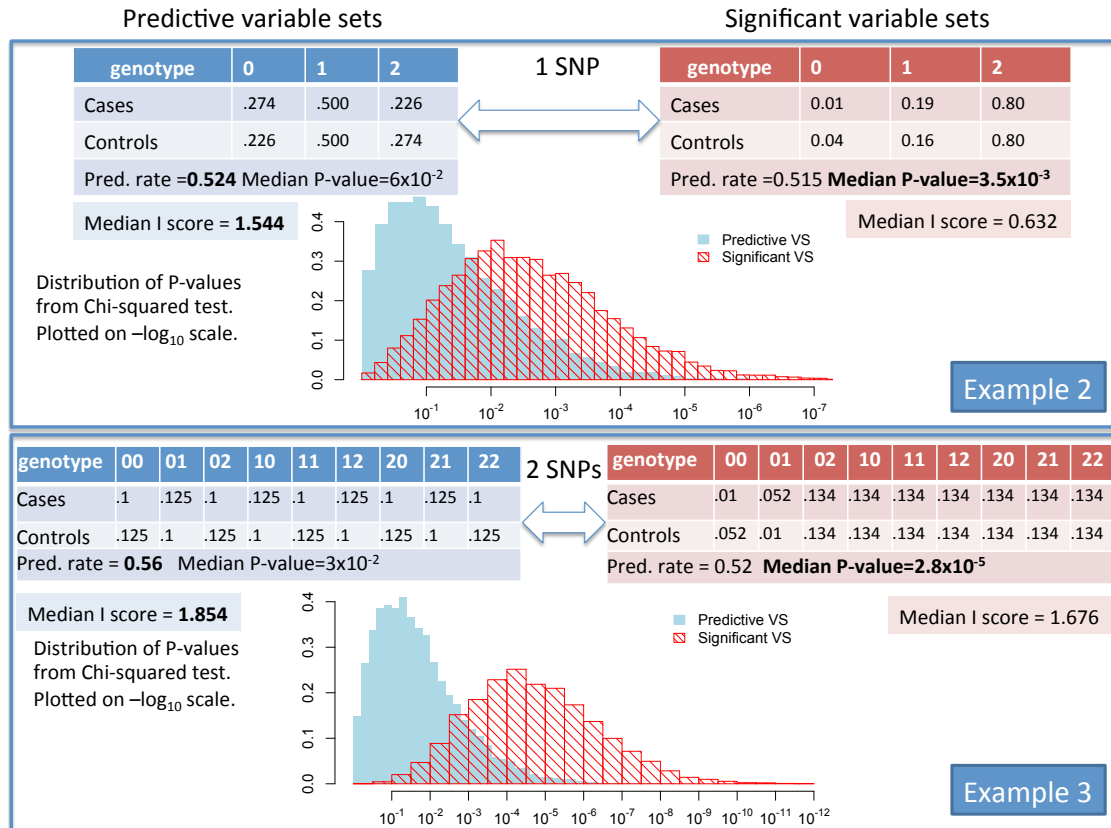 Predictive variable sets
Significant variable sets
genotype 0 1 2
Cases .274 .500 .226
Controls .226 .500 .274
Pred. rate =0.524 Median P-value=6x10⁻²
Median I score = 1.544
1 SNP
genotype 0 1 2
Cases 0.01 0.19 0.80
Controls 0.04 0.16 0.80
Pred. rate =0.515 Median P-value=3.5x10⁻³
Median I score = 0.632
Distribution of P-values
from Chi-squared test.
Plotted on –log₁₀ scale.
0.4
0.3
0.2
0.1
0.0
Predictive VS
Significant VS
10⁻¹ 10⁻² 10⁻³ 10⁻⁴ 10⁻⁵ 10⁻⁶ 10⁻⁷
Example 2
genotype 00 01 02 10 11 12 20 21 22
Cases .1 .125 .1 .125 .1 .125 .1 .125 .1
Controls .125 .1 .125 .1 .125 .1 .125 .1 .125
Pred. rate = 0.56 Median P-value=3x10⁻²
Median I score = 1.854
2 SNPs
genotype 00 01 02 10 11 12 20 21 22
Cases .01 .052 .134 .134 .134 .134 .134 .134 .134
Controls .052 .01 .134 .134 .134 .134 .134 .134 .134
Pred. rate = 0.52 Median P-value=2.8x10⁻⁵
Median I score = 1.676
Distribution of P-values
from Chi-squared test.
Plotted on –log₁₀ scale.
0.4
0.3
0.2
0.1
0.0
Predictive VS
Significant VS
10⁻¹ 10⁻² 10⁻³ 10⁻⁴ 10⁻⁵ 10⁻⁶ 10⁻⁷ 10⁻⁸ 10⁻⁹ 10⁻¹⁰ 10⁻¹¹ 10⁻¹²
Example 3